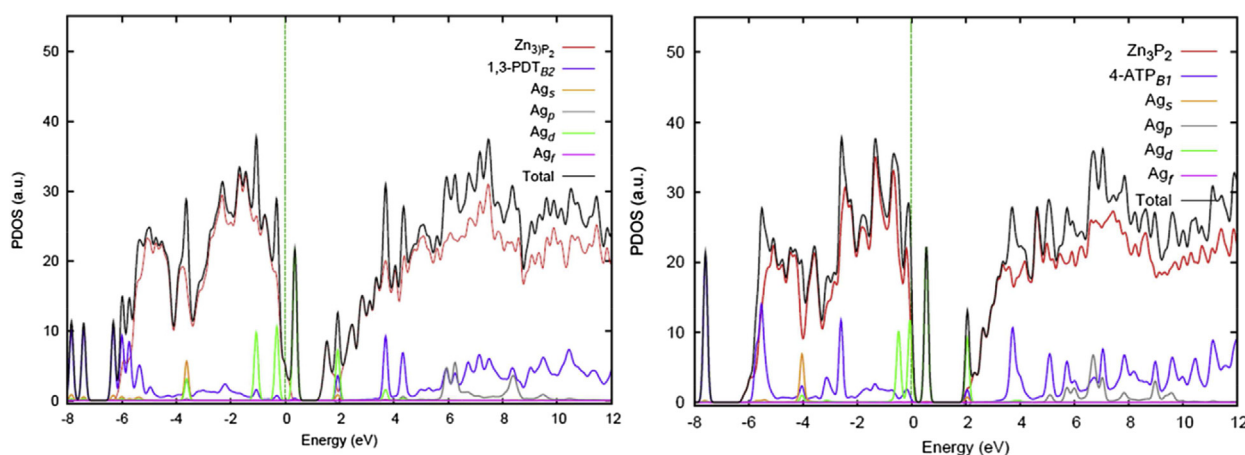 50
40
30
20
10
0
PDOS (a.u.)
Zn3)P2
1,3-PDTB2
Ags
Agp
Agd
Agf
Total
-8 -6 -4 -2 0 2 4 6 8 10 12
Energy (eV)
50
40
30
20
10
0
PDOS (a.u.)
Zn3P2
4-ATPB1
Ags
Agp
Agd
Agf
Total
-8 -6 -4 -2 0 2 4 6 8 10 12
Energy (eV)